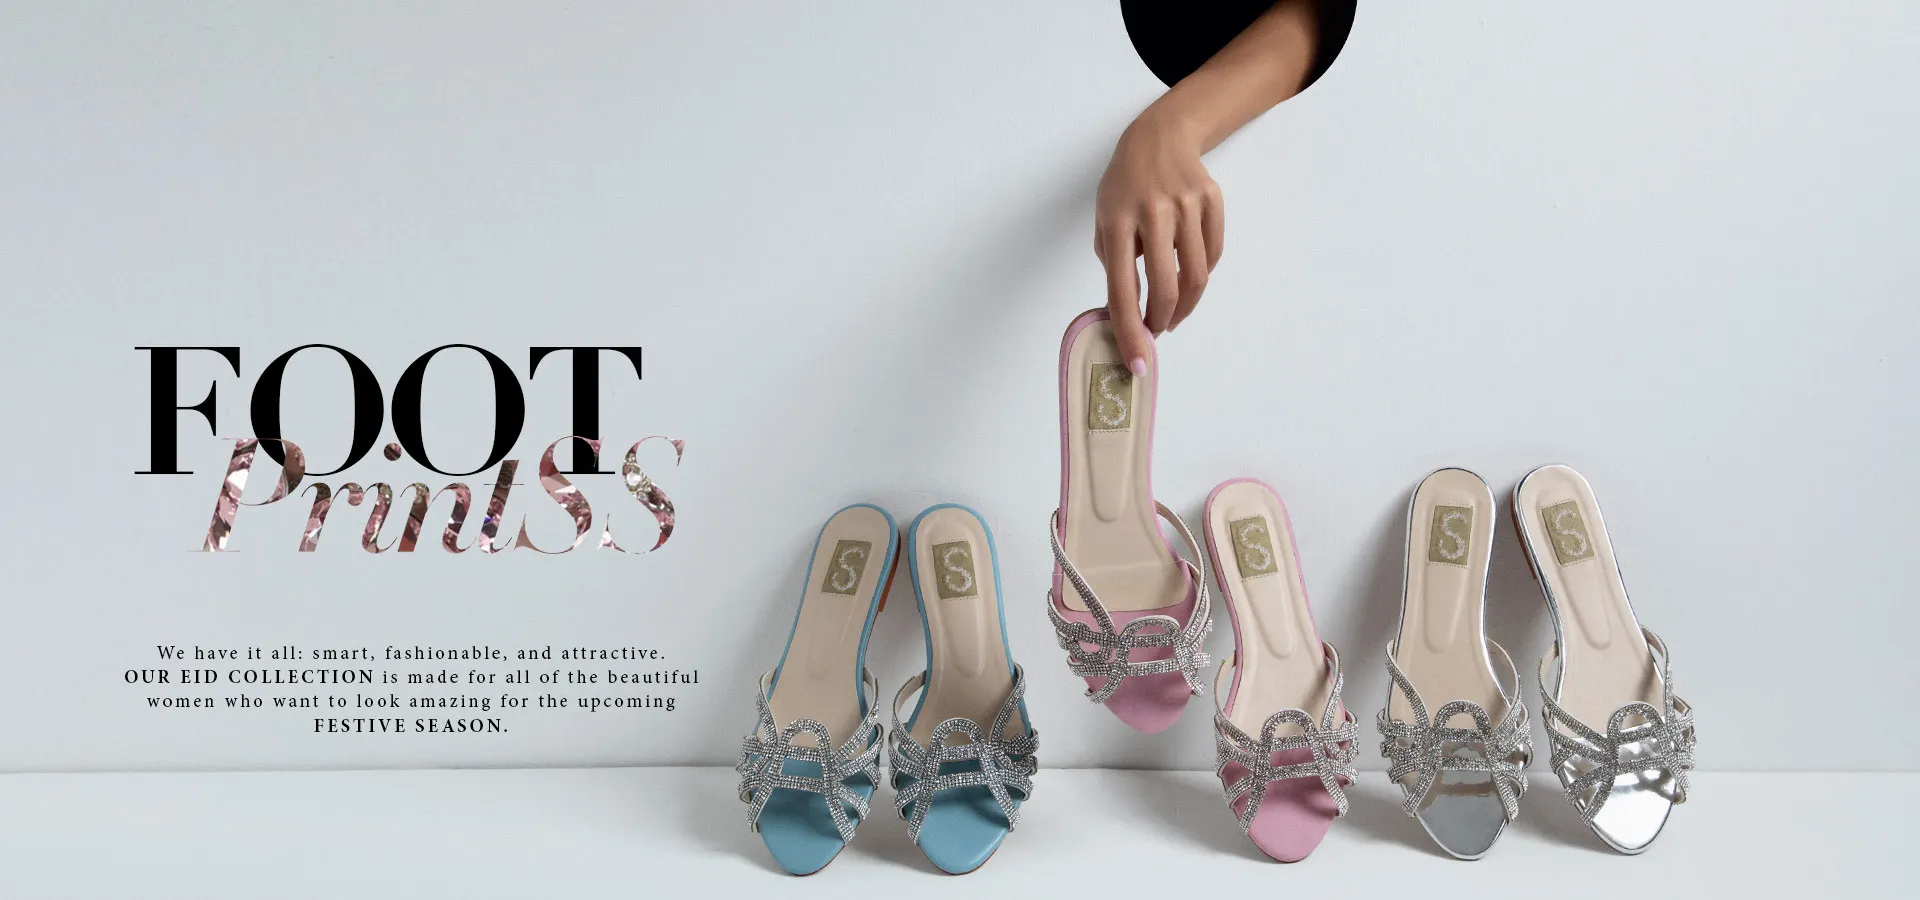 FOOT
PrintSS
We have it all: smart, fashionable, and attractive.
OUR EID COLLECTION is made for all of the beautiful
women who want to look amazing for the upcoming
FESTIVE SEASON.
S
S
S
S
S
S